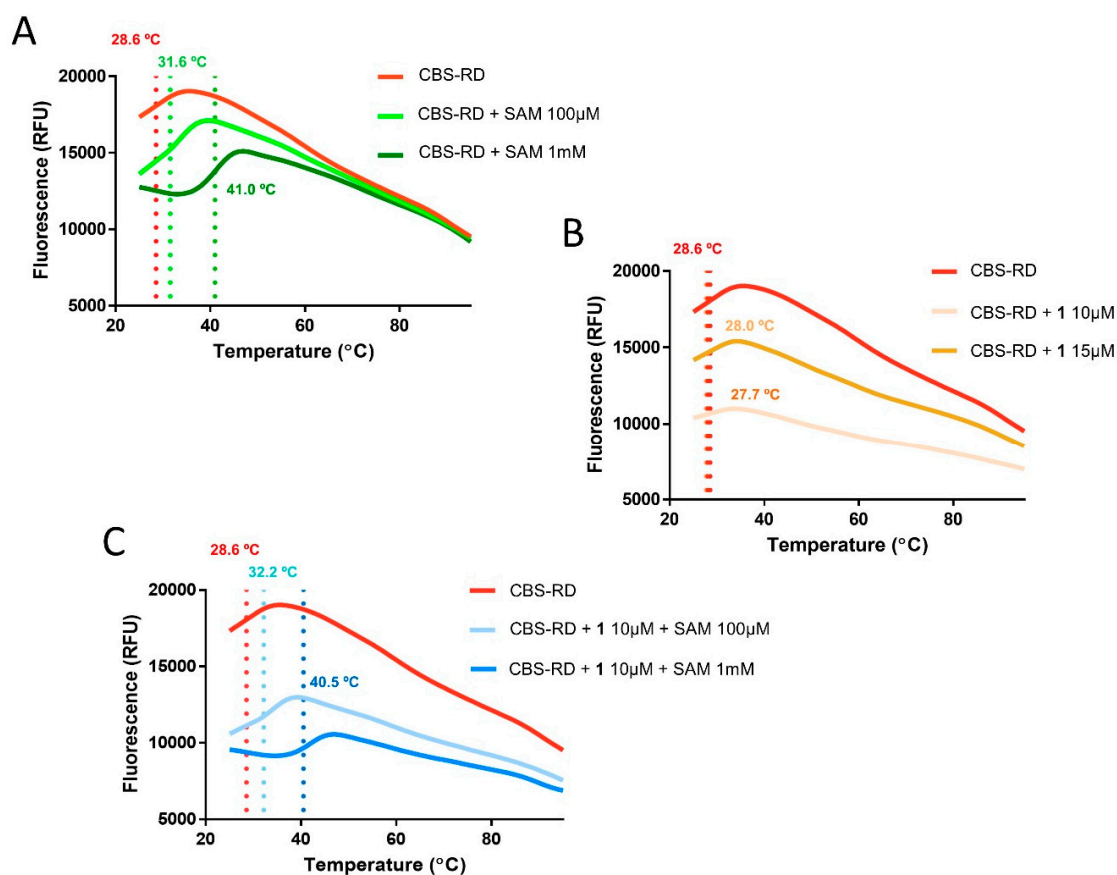 A
28.6 ºC
31.6 ºC
20000
15000
10000
5000
Fluorescence (RFU)
CBS-RD
CBS-RD + SAM 100µM
CBS-RD + SAM 1mM
41.0 ºC
20
40
60
80
Temperature (°C)
B
28.6 ºC
20000
15000
10000
5000
Fluorescence (RFU)
CBS-RD
CBS-RD + 1 10µM
CBS-RD + 1 15µM
28.0 ºC
27.7 ºC
20
40
60
80
Temperature (°C)
C
28.6 ºC
32.2 ºC
20000
15000
10000
5000
Fluorescence (RFU)
CBS-RD
CBS-RD + 1 10µM + SAM 100µM
CBS-RD + 1 10µM + SAM 1mM
40.5 ºC
20
40
60
80
Temperature (°C)